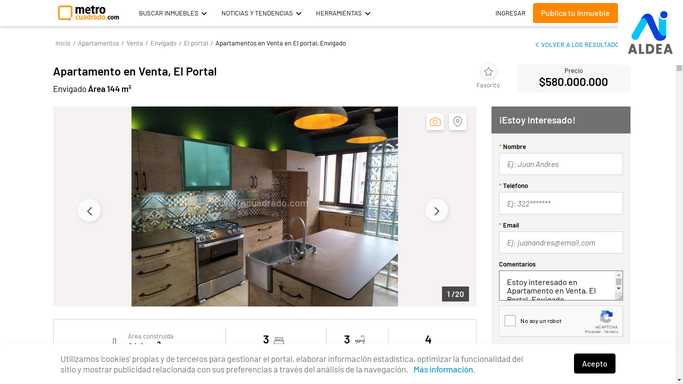 metro
cuadrado.com
BUSCAR INMUEBLES
NOTICIAS Y TENDENCIAS
HERRAMIENTAS
INGRESAR
Publica tu inmueble
ALDEA
Inicio / Apartamentos / Venta / Envigado / El portal / Apartamentos en Venta en El portal, Envigado
< VOLVER A LOS RESULTADO
Apartamento en Venta, El Portal
Envigado Área 144 m²
Favorito
Precio
$580.000.000
cuadrado.com
1 / 20
¡Estoy Interesado!
* Nombre
Ej: Juan Andres
* Teléfono
Ej: 322*******
* Email
Ej: juanandres@email.com
Comentarios
Estoy interesado en
Apartamento en Venta, El
Portal, Envigado
No soy un robot
reCAPTCHA
Privacidad - Términos
Área construida
3
3
4
Utilizamos 'cookies' propias y de terceros para gestionar el portal, elaborar información estadística, optimizar la funcionalidad del
sitio y mostrar publicidad relacionada con sus preferencias a través del análisis de la navegación. Más información.
Acepto